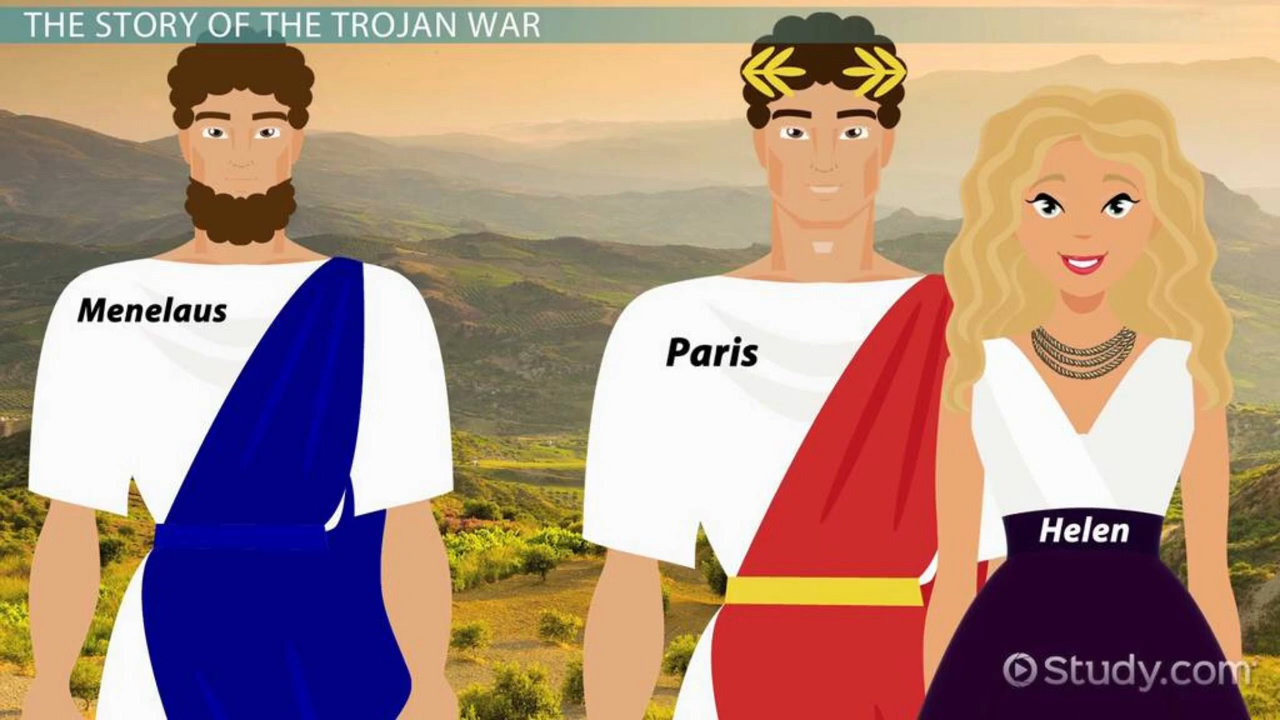 THE STORY OF THE TROJAN WAR
Menelaus
Paris
Helen
Study.com